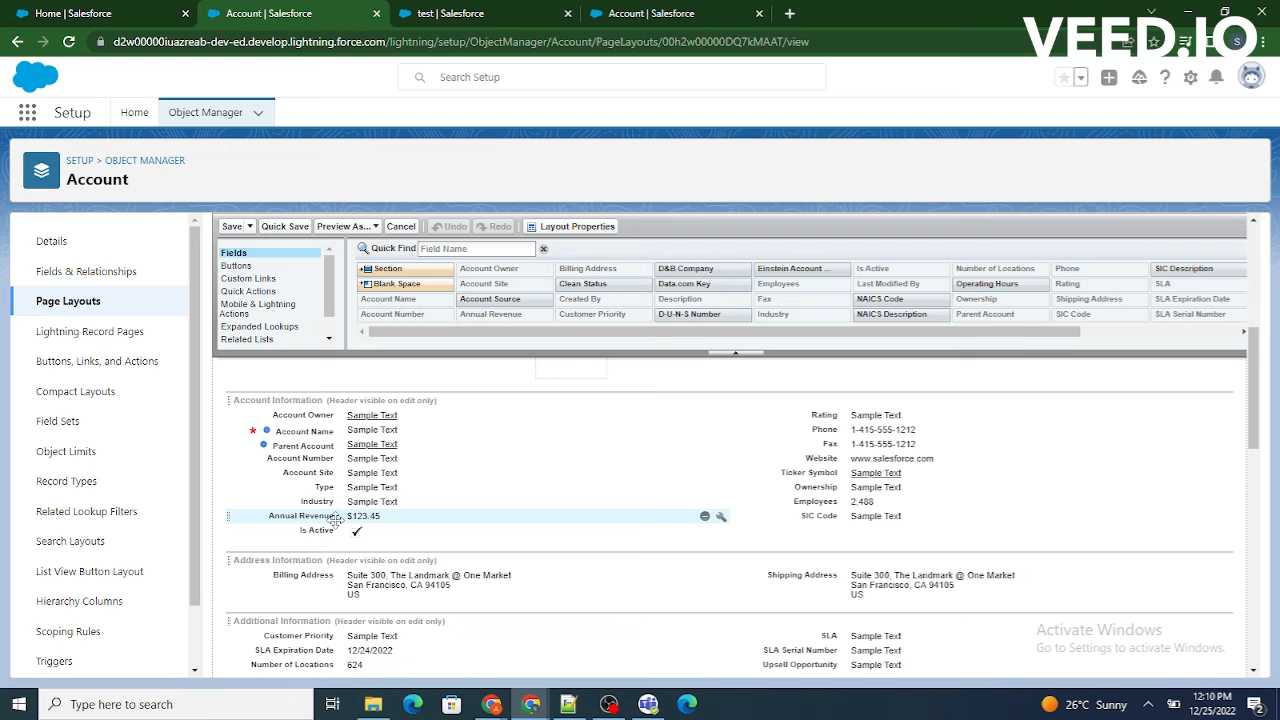 Home | Salesforce
Account | Salesforce
test | Salesforce
Account | Salesforce
d2w00000iuazreab-dev-ed.develop.lightning.force.com/lightning/setup/ObjectManager/Account/PageLayouts/00h2w00000DQ7kMAAT/view
VEED.IO
S
Search Setup
Setup
Home
Object Manager
SETUP > OBJECT MANAGER
Account
Details
Fields & Relationships
Page Layouts
Lightning Record Pages
Buttons, Links, and Actions
Compact Layouts
Field Sets
Object Limits
Record Types
Related Lookup Filters
Search Layouts
List View Button Layout
Hierarchy Columns
Scoping Rules
Triggers
Save Quick Save Preview As... Cancel Undo Redo Layout Properties
Fields
Buttons
Custom Links
Quick Actions
Mobile & Lightning
Actions
Expanded Lookups
Related Lists
Quick Find Field Name
Section Account Owner Billing Address D&B Company Einstein Account ... Is Active Number of Locations Phone SIC Description
Blank Space Account Site Clean Status Data.com Key Employees Last Modified By Operating Hours Rating SLA
Account Name Account Source Created By Description Fax NAICS Code Ownership Shipping Address SLA Expiration Date
Account Number Annual Revenue Customer Priority D-U-N-S Number Industry NAICS Description Parent Account SIC Code SLA Serial Number
Account Information (Header visible on edit only)
Account Owner Sample Text Rating Sample Text
* Account Name Sample Text Phone 1-415-555-1212
Parent Account Sample Text Fax 1-415-555-1212
Account Number Sample Text Website www.salesforce.com
Account Site Sample Text Ticker Symbol Sample Text
Type Sample Text Ownership Sample Text
Industry Sample Text Employees 2,488
Annual Revenue $123.45 SIC Code Sample Text
Is Active
Address Information (Header visible on edit only)
Billing Address Suite 300, The Landmark @ One Market Shipping Address Suite 300, The Landmark @ One Market
San Francisco, CA 94105 San Francisco, CA 94105
US US
Additional Information (Header visible on edit only)
Customer Priority Sample Text SLA Sample Text
SLA Expiration Date 12/24/2022 SLA Serial Number Sample Text
Number of Locations 624 Upsell Opportunity Sample Text
Activate Windows
Go to Settings to activate Windows.
Type here to search
26°C Sunny
12:10 PM
12/25/2022
2